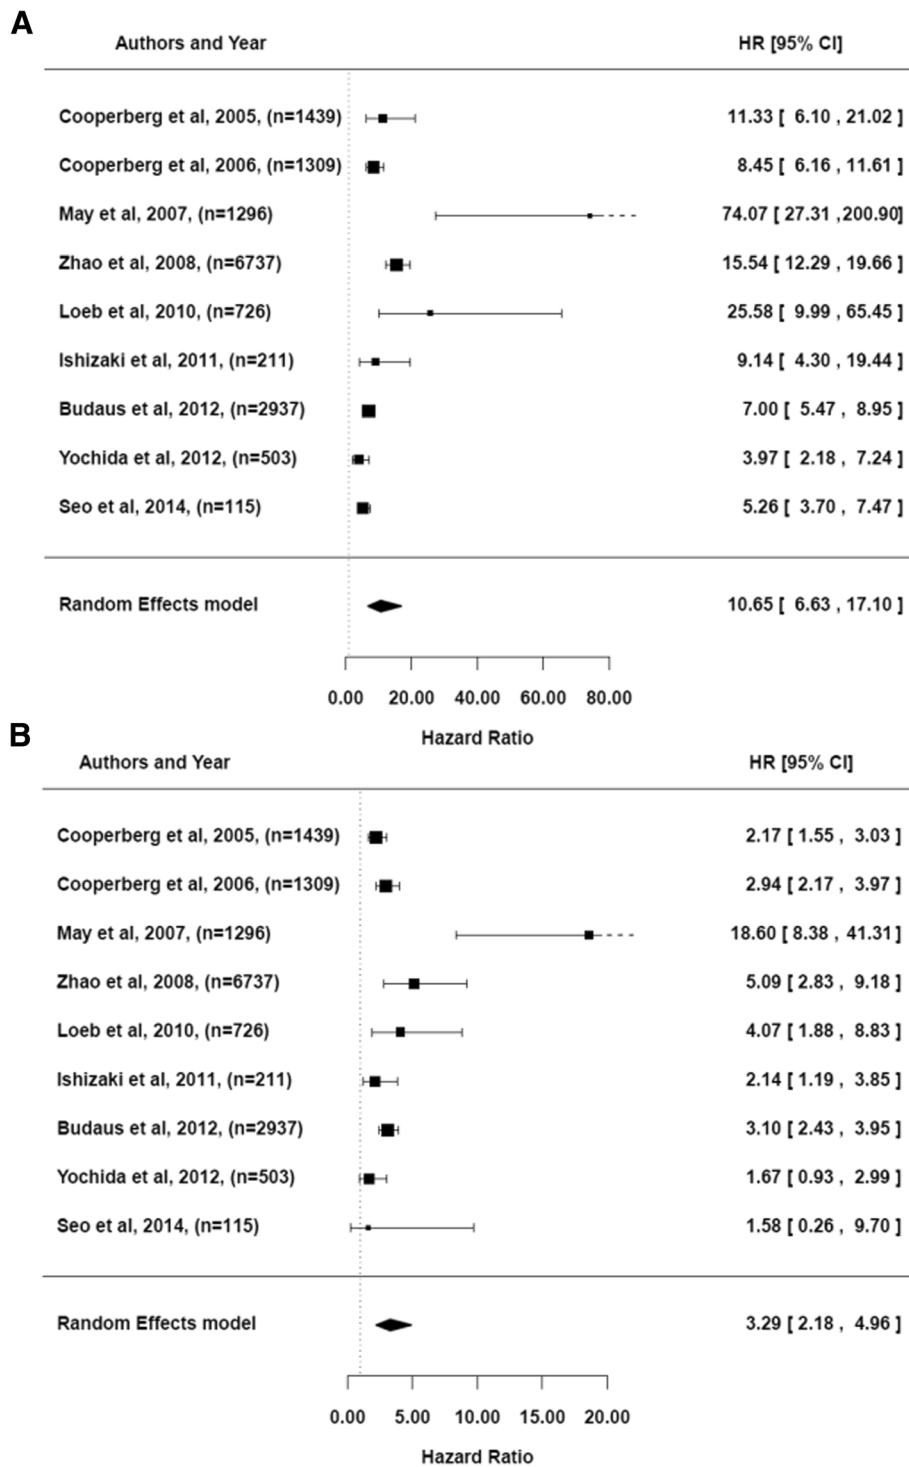 A
Authors and Year HR [95% CI]
Cooperberg et al, 2005, (n=1439) 11.33 [ 6.10 , 21.02 ]
Cooperberg et al, 2006, (n=1309) 8.45 [ 6.16 , 11.61 ]
May et al, 2007, (n=1296) 74.07 [ 27.31 ,200.90]
Zhao et al, 2008, (n=6737) 15.54 [ 12.29 , 19.66 ]
Loeb et al, 2010, (n=726) 25.58 [ 9.99 , 65.45 ]
Ishizaki et al, 2011, (n=211) 9.14 [ 4.30 , 19.44 ]
Budaus et al, 2012, (n=2937) 7.00 [ 5.47 , 8.95 ]
Yochida et al, 2012, (n=503) 3.97 [ 2.18 , 7.24 ]
Seo et al, 2014, (n=115) 5.26 [ 3.70 , 7.47 ]
Random Effects model 10.65 [ 6.63 , 17.10 ]
0.00 20.00 40.00 60.00 80.00
Hazard Ratio
B
Authors and Year HR [95% CI]
Cooperberg et al, 2005, (n=1439) 2.17 [ 1.55 , 3.03 ]
Cooperberg et al, 2006, (n=1309) 2.94 [ 2.17 , 3.97 ]
May et al, 2007, (n=1296) 18.60 [ 8.38 , 41.31 ]
Zhao et al, 2008, (n=6737) 5.09 [ 2.83 , 9.18 ]
Loeb et al, 2010, (n=726) 4.07 [ 1.88 , 8.83 ]
Ishizaki et al, 2011, (n=211) 2.14 [ 1.19 , 3.85 ]
Budaus et al, 2012, (n=2937) 3.10 [ 2.43 , 3.95 ]
Yochida et al, 2012, (n=503) 1.67 [ 0.93 , 2.99 ]
Seo et al, 2014, (n=115) 1.58 [ 0.26 , 9.70 ]
Random Effects model 3.29 [ 2.18 , 4.96 ]
0.00 5.00 10.00 15.00 20.00
Hazard Ratio